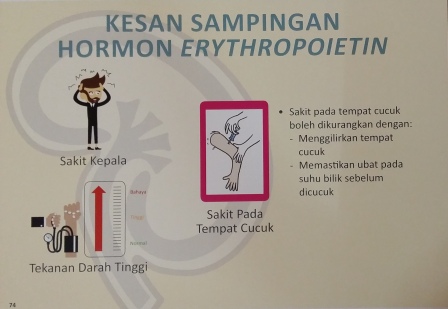 KESAN SAMPINGAN
HORMON ERYTHROPOIETIN
Sakit Kepala
Bahaya
Tinggi
Normal
Tekanan Darah Tinggi
Sakit Pada
Tempat Cucuk
• Sakit pada tempat cucuk
boleh dikurangkan dengan:
- Menggilirkan tempat
cucuk
- Memastikan ubat pada
suhu bilik sebelum
dicucuk
74